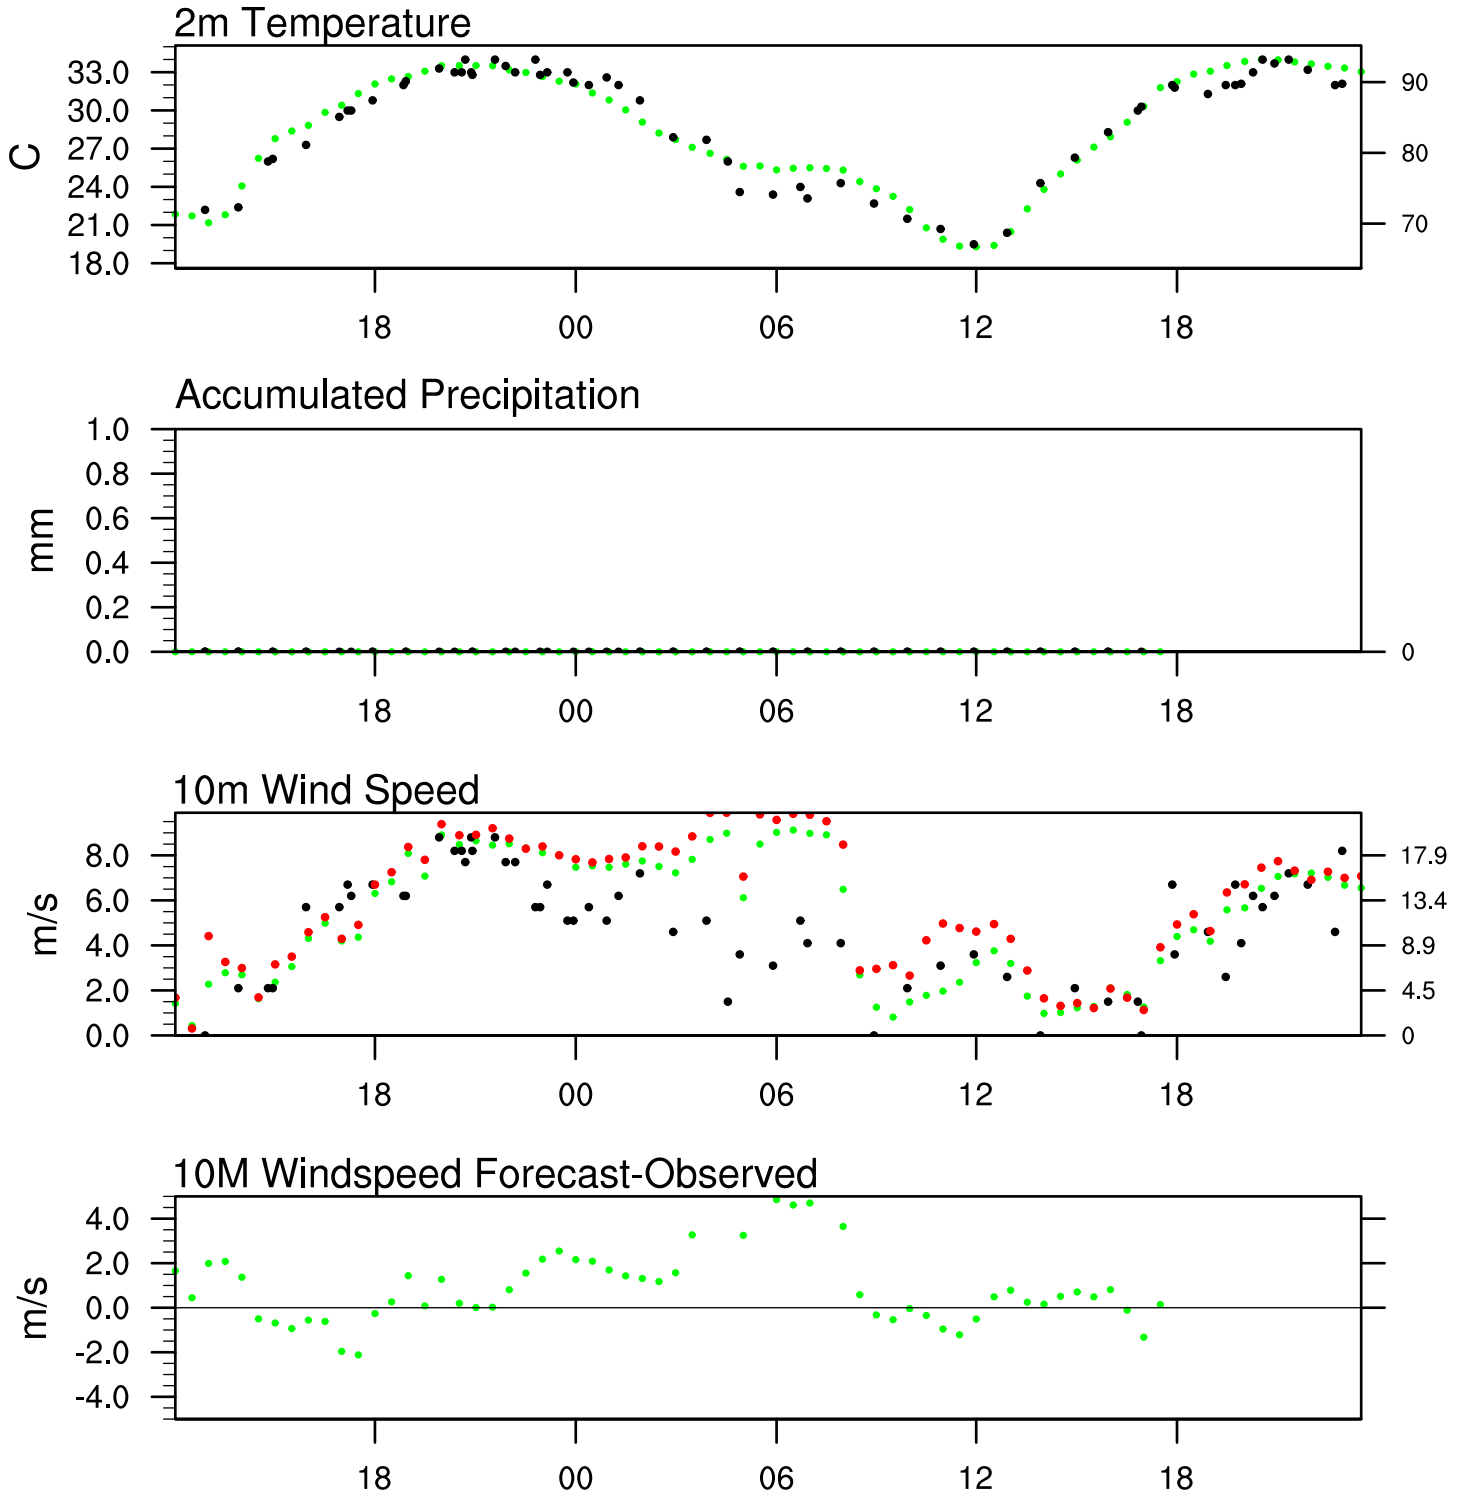 2m Temperature
33.0
30.0
27.0
24.0
21.0
18.0
C
90
80
70
18 00 06 12 18
Accumulated Precipitation
1.0
0.8
0.6
0.4
0.2
0.0
mm
0
18 00 06 12 18
10m Wind Speed
8.0
6.0
4.0
2.0
0.0
m/s
17.9
13.4
8.9
4.5
0
18 00 06 12 18
10M Windspeed Forecast-Observed
4.0
2.0
0.0
-2.0
-4.0
m/s
18 00 06 12 18